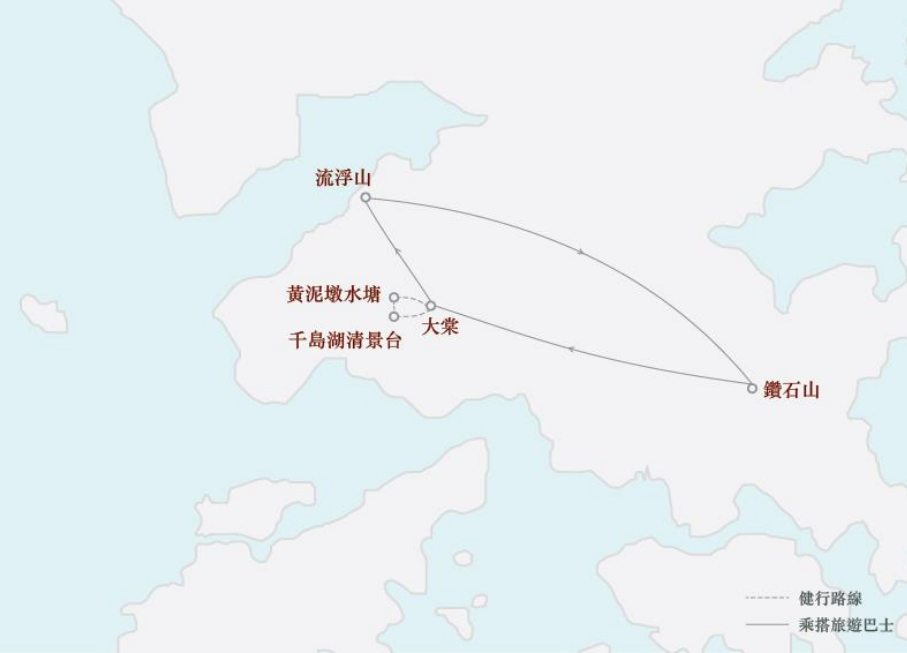 流浮山
黃泥墩水塘
大棠
千島湖清景台
鑽石山
健行路線
乘搭旅遊巴士